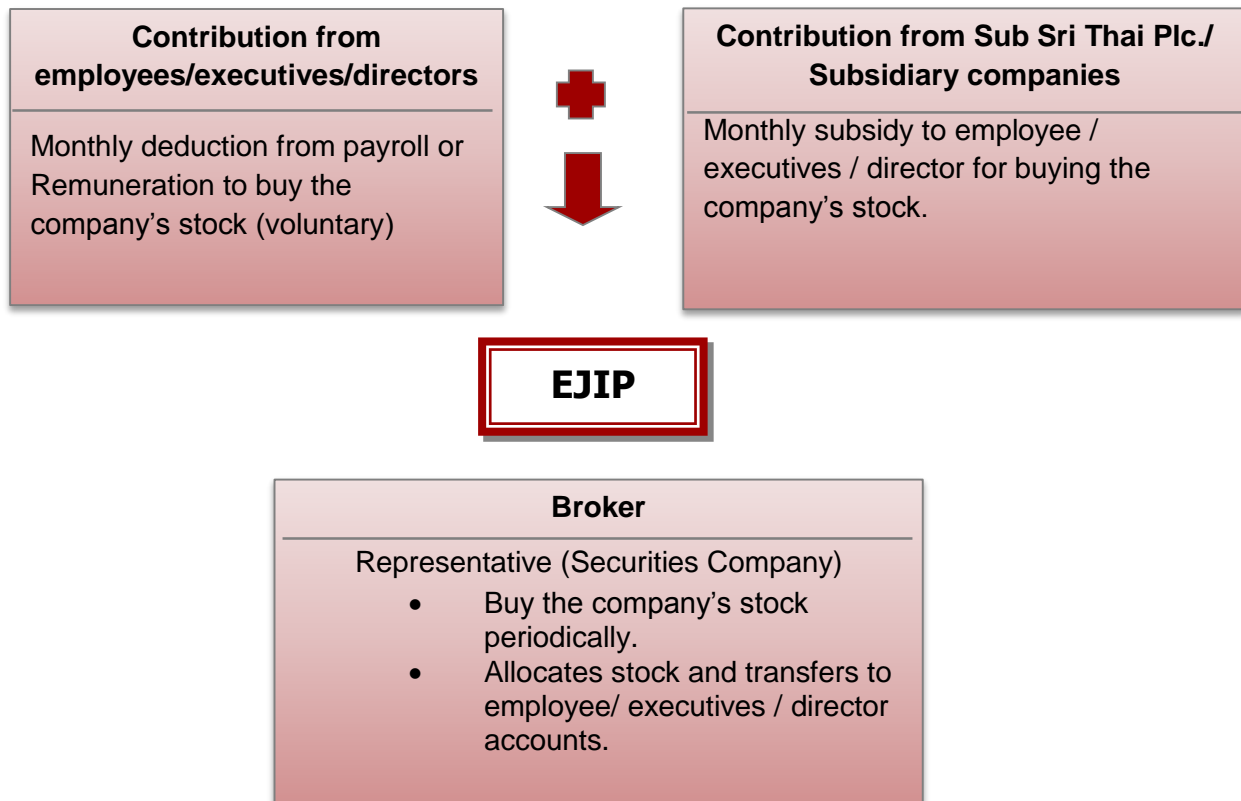 Contribution from
employees/executives/directors
Monthly deduction from payroll or
Remuneration to buy the
company’s stock (voluntary)
Contribution from Sub Sri Thai Plc./
Subsidiary companies
Monthly subsidy to employee /
executives / director for buying the
company’s stock.
EJIP
Broker
Representative (Securities Company)
• Buy the company’s stock
periodically.
• Allocates stock and transfers to
employee/ executives / director
accounts.